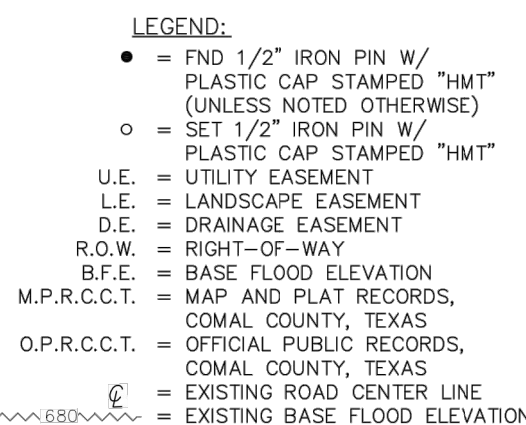 LEGEND:
● = FND 1/2" IRON PIN W/
PLASTIC CAP STAMPED "HMT"
(UNLESS NOTED OTHERWISE)
○ = SET 1/2" IRON PIN W/
PLASTIC CAP STAMPED "HMT"
U.E. = UTILITY EASEMENT
L.E. = LANDSCAPE EASEMENT
D.E. = DRAINAGE EASEMENT
R.O.W. = RIGHT-OF-WAY
B.F.E. = BASE FLOOD ELEVATION
M.P.R.C.C.T. = MAP AND PLAT RECORDS,
COMAL COUNTY, TEXAS
O.P.R.C.C.T. = OFFICIAL PUBLIC RECORDS,
COMAL COUNTY, TEXAS
℄ = EXISTING ROAD CENTER LINE
680 = EXISTING BASE FLOOD ELEVATION